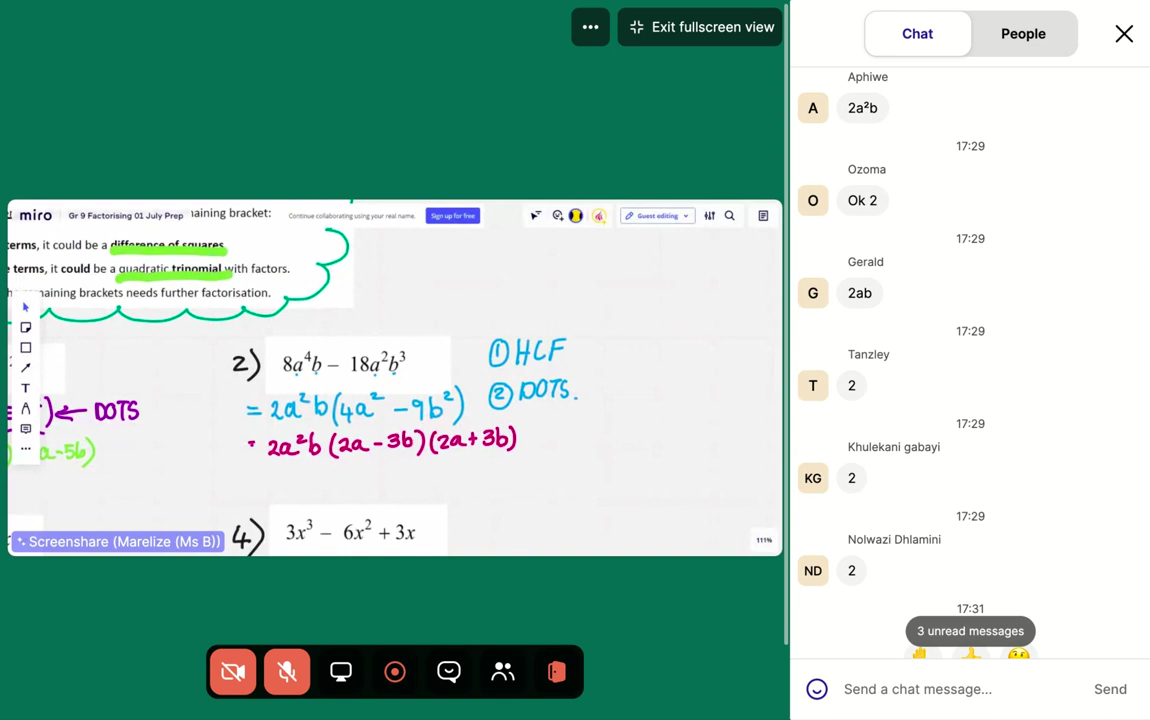 Exit fullscreen view
Chat
People
Aphiwe
A
2a²b
17:29
Ozoma
O
Ok 2
17:29
Gerald
G
2ab
17:29
Tanzley
T
2
17:29
Khulekani gabayi
KG
2
17:29
Nolwazi Dhlamini
ND
2
17:31
3 unread messages
Send a chat message...
Send
miro
Gr 9 Factorising 01 July Prep
naining bracket:
Continue collaborating using your real name.
Sign up for free
Guest editing
terms, it could be a difference of squares
e terms, it could be a quadratic trinomial with factors.
maining brackets needs further factorisation.
2) 8a⁴b – 18a²b³
① HCF
② DOTS.
= 2a²b(4a² - 9b²)
= 2a²b (2a - 3b)(2a + 3b)
← DOTS
a-5b)
4) 3x³ – 6x² + 3x
Screenshare (Marelize (Ms B))
111%